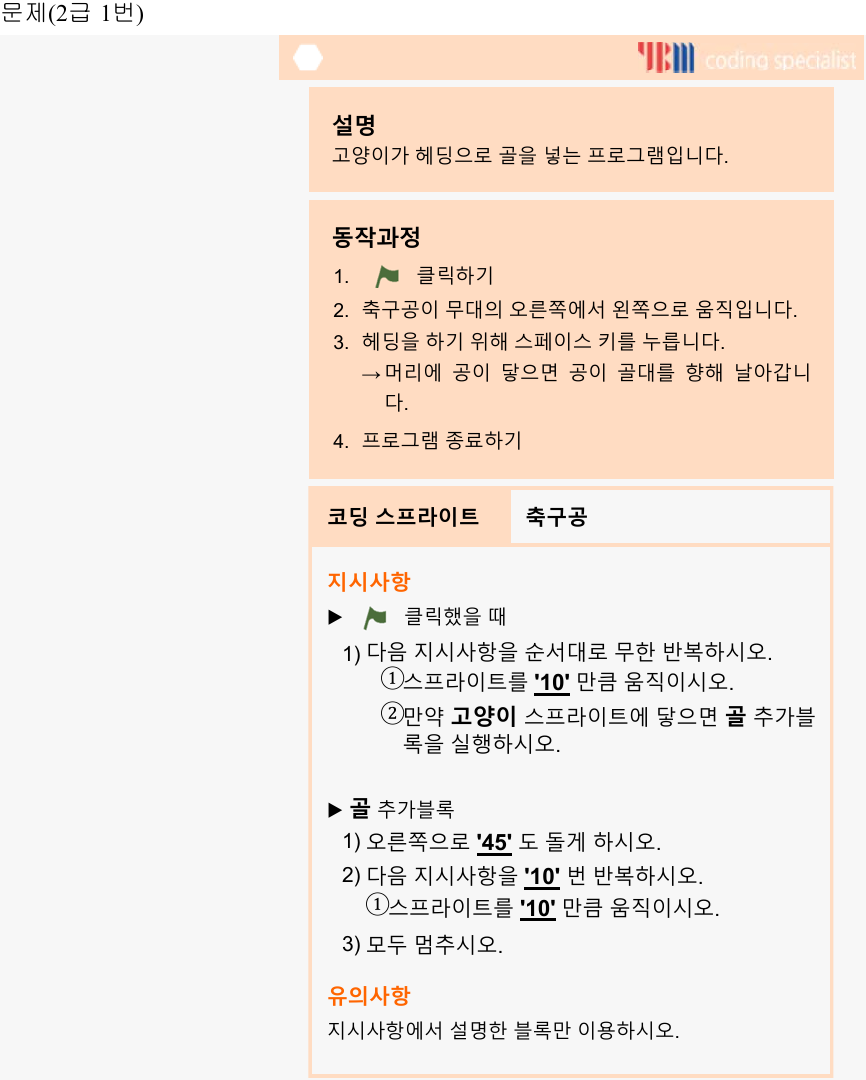 문제(2급 1번)
YBM coding specialist
설명
고양이가 헤딩으로 골을 넣는 프로그램입니다.
동작과정
1. 클릭하기
2. 축구공이 무대의 오른쪽에서 왼쪽으로 움직입니다.
3. 헤딩을 하기 위해 스페이스 키를 누릅니다.
→머리에 공이 닿으면 공이 골대를 향해 날아갑니
다.
4. 프로그램 종료하기
코딩 스프라이트 축구공
지시사항
▶ 클릭했을 때
1) 다음 지시사항을 순서대로 무한 반복하시오.
①스프라이트를 '10' 만큼 움직이시오.
②만약 고양이 스프라이트에 닿으면 골 추가블
록을 실행하시오.
▶ 골 추가블록
1) 오른쪽으로 '45' 도 돌게 하시오.
2) 다음 지시사항을 '10' 번 반복하시오.
①스프라이트를 '10' 만큼 움직이시오.
3) 모두 멈추시오.
유의사항
지시사항에서 설명한 블록만 이용하시오.